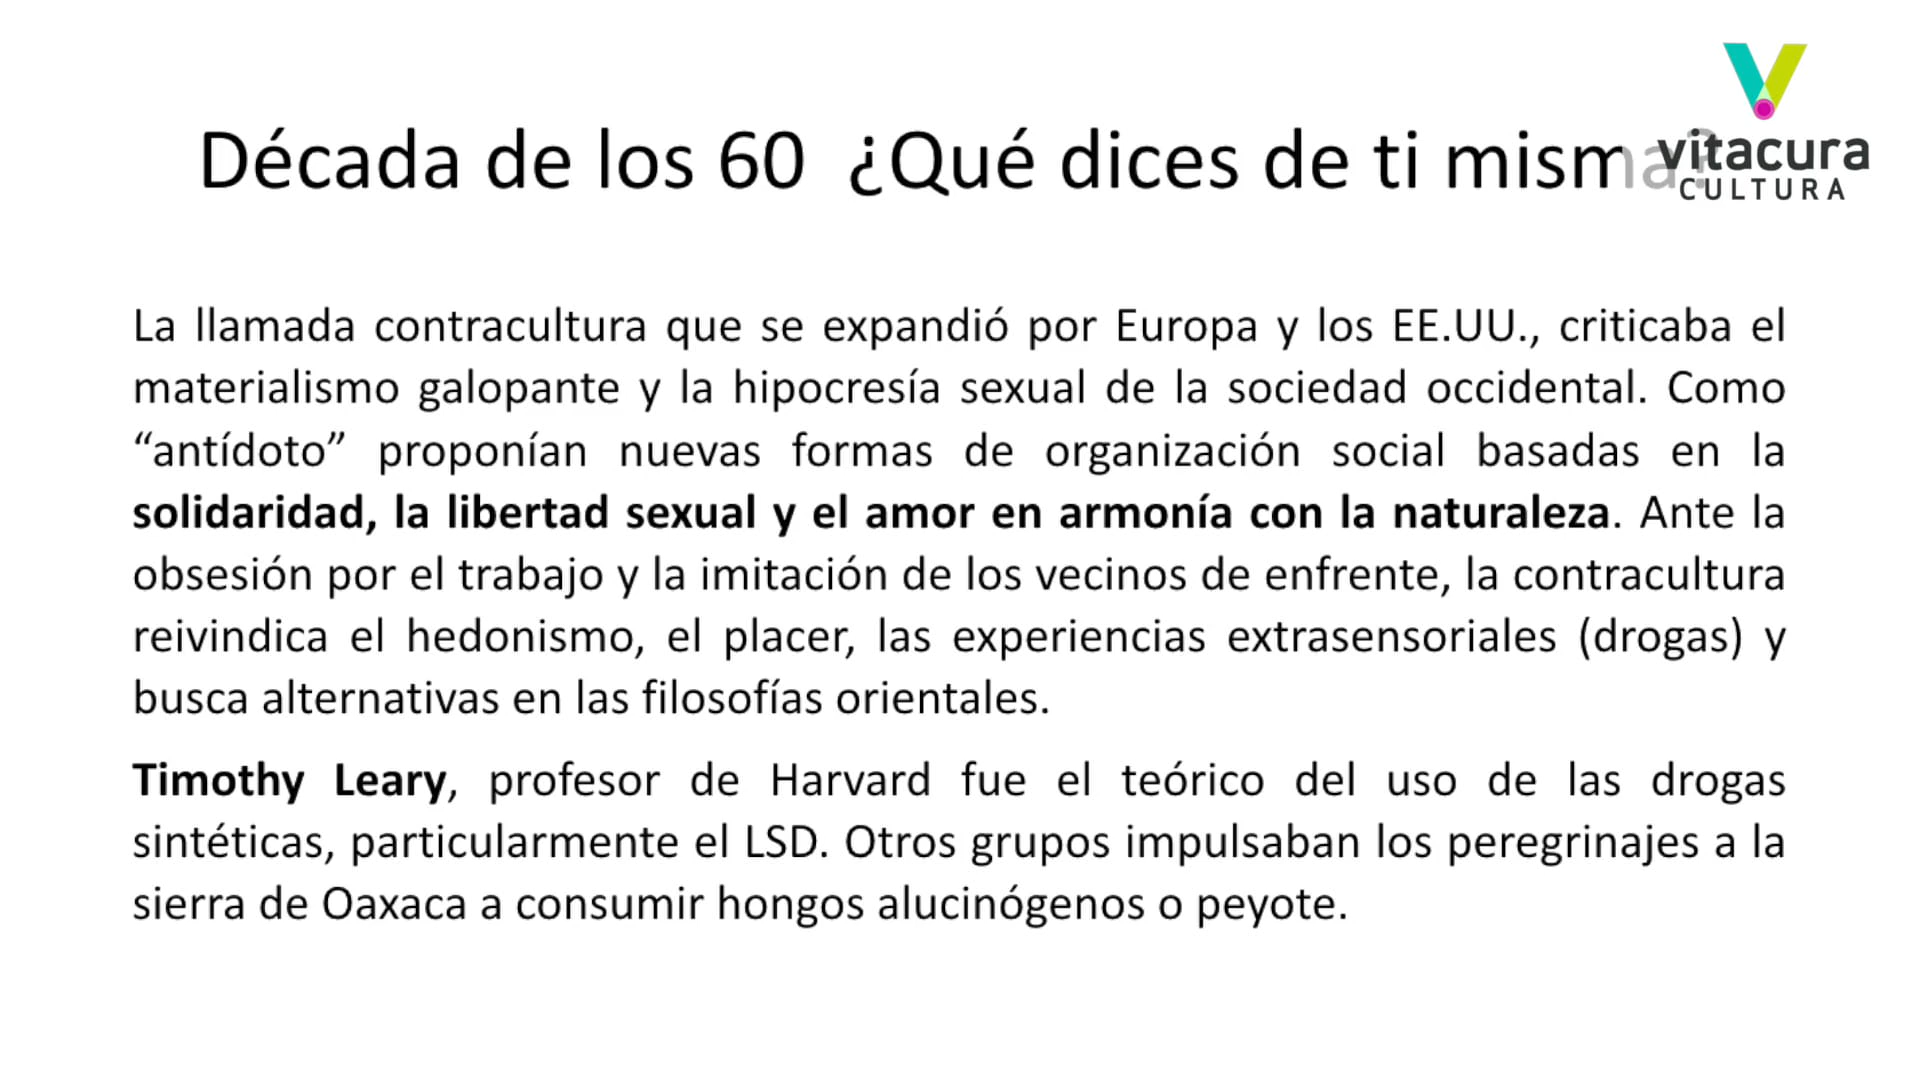 Década de los 60 ¿Qué dices de ti misma?
vitacura
CULTURA
La llamada contracultura que se expandió por Europa y los EE.UU., criticaba el
materialismo galopante y la hipocresía sexual de la sociedad occidental. Como
“antídoto” proponían nuevas formas de organización social basadas en la
solidaridad, la libertad sexual y el amor en armonía con la naturaleza. Ante la
obsesión por el trabajo y la imitación de los vecinos de enfrente, la contracultura
reivindica el hedonismo, el placer, las experiencias extrasensoriales (drogas) y
busca alternativas en las filosofías orientales.
Timothy Leary, profesor de Harvard fue el teórico del uso de las drogas
sintéticas, particularmente el LSD. Otros grupos impulsaban los peregrinajes a la
sierra de Oaxaca a consumir hongos alucinógenos o peyote.